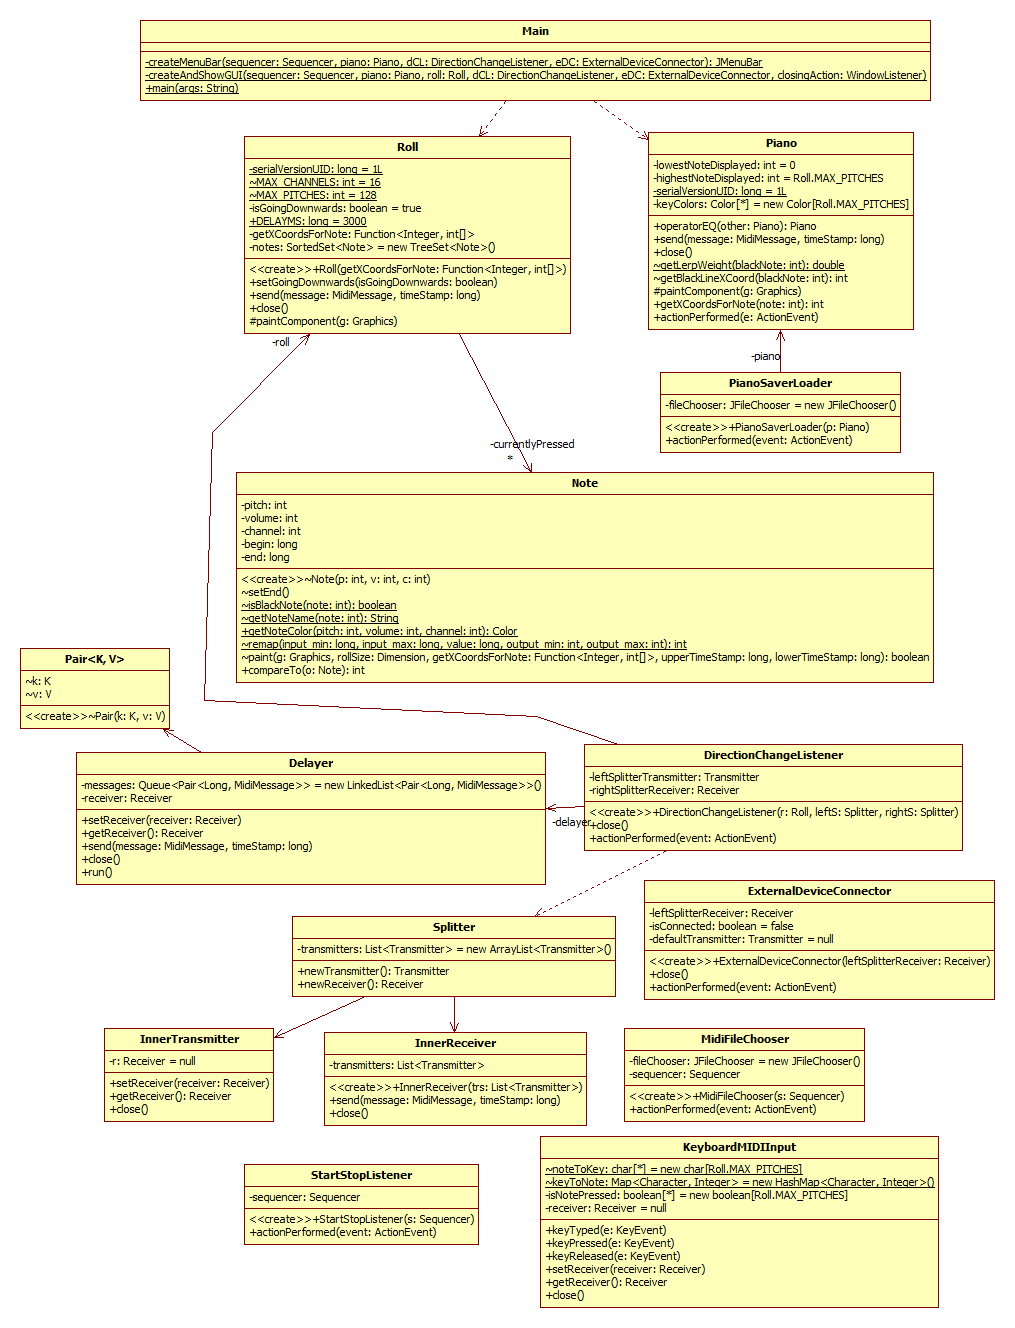 Main
-createMenuBar(sequencer: Sequencer, piano: Piano, dCL: DirectionChangeListener, eDC: ExternalDeviceConnector): JMenuBar
-createAndShowGUI(sequencer: Sequencer, piano: Piano, roll: Roll, dCL: DirectionChangeListener, eDC: ExternalDeviceConnector, closingAction: WindowListener)
+main(args: String)
Roll
-serialVersionUID: long = 1L
~MAX_CHANNELS: int = 16
~MAX_PITCHES: int = 128
-isGoingDownwards: boolean = true
+DELAYMS: long = 3000
-getXCoordsForNote: Function<Integer, int[]>
-notes: SortedSet<Note> = new TreeSet<Note>()
<<create>>+Roll(getXCoordsForNote: Function<Integer, int[]>)
+setGoingDownwards(isGoingDownwards: boolean)
+send(message: MidiMessage, timeStamp: long)
+close()
#paintComponent(g: Graphics)
Piano
-lowestNoteDisplayed: int = 0
-highestNoteDisplayed: int = Roll.MAX_PITCHES
-serialVersionUID: long = 1L
-keyColors: Color[*] = new Color[Roll.MAX_PITCHES]
+operatorEQ(other: Piano): Piano
+send(message: MidiMessage, timeStamp: long)
+close()
~getLerpWeight(blackNote: int): double
~getBlackLineXCoord(blackNote: int): int
#paintComponent(g: Graphics)
+getXCoordsForNote(note: int): int
+actionPerformed(e: ActionEvent)
-roll
-piano
PianoSaverLoader
-fileChooser: JFileChooser = new JFileChooser()
<<create>>+PianoSaverLoader(p: Piano)
+actionPerformed(event: ActionEvent)
-currentlyPressed
*
Note
-pitch: int
-volume: int
-channel: int
-begin: long
-end: long
<<create>>~Note(p: int, v: int, c: int)
~setEnd()
~isBlackNote(note: int): boolean
~getNoteName(note: int): String
+getNoteColor(pitch: int, volume: int, channel: int): Color
~remap(input_min: long, input_max: long, value: long, output_min: int, output_max: int): int
~paint(g: Graphics, rollSize: Dimension, getXCoordsForNote: Function<Integer, int[]>, upperTimeStamp: long, lowerTimeStamp: long): boolean
+compareTo(o: Note): int
Pair<K, V>
~k: K
~v: V
<<create>>~Pair(k: K, v: V)
Delayer
-messages: Queue<Pair<Long, MidiMessage>> = new LinkedList<Pair<Long, MidiMessage>>()
-receiver: Receiver
+setReceiver(receiver: Receiver)
+getReceiver(): Receiver
+send(message: MidiMessage, timeStamp: long)
+close()
+run()
-delayer
DirectionChangeListener
-leftSplitterTransmitter: Transmitter
-rightSplitterReceiver: Receiver
<<create>>+DirectionChangeListener(r: Roll, leftS: Splitter, rightS: Splitter)
+close()
+actionPerformed(event: ActionEvent)
ExternalDeviceConnector
-leftSplitterReceiver: Receiver
-isConnected: boolean = false
-defaultTransmitter: Transmitter = null
<<create>>+ExternalDeviceConnector(leftSplitterReceiver: Receiver)
+close()
+actionPerformed(event: ActionEvent)
Splitter
-transmitters: List<Transmitter> = new ArrayList<Transmitter>()
+newTransmitter(): Transmitter
+newReceiver(): Receiver
InnerTransmitter
-r: Receiver = null
+setReceiver(receiver: Receiver)
+getReceiver(): Receiver
+close()
InnerReceiver
-transmitters: List<Transmitter>
<<create>>+InnerReceiver(trs: List<Transmitter>)
+send(message: MidiMessage, timeStamp: long)
+close()
MidiFileChooser
-fileChooser: JFileChooser = new JFileChooser()
-sequencer: Sequencer
<<create>>+MidiFileChooser(s: Sequencer)
+actionPerformed(event: ActionEvent)
StartStopListener
-sequencer: Sequencer
<<create>>+StartStopListener(s: Sequencer)
+actionPerformed(event: ActionEvent)
KeyboardMIDIInput
~noteToKey: char[*] = new char[Roll.MAX_PITCHES]
~keyToNote: Map<Character, Integer> = new HashMap<Character, Integer>()
-isNotePressed: boolean[*] = new boolean[Roll.MAX_PITCHES]
-receiver: Receiver = null
+keyTyped(e: KeyEvent)
+keyPressed(e: KeyEvent)
+keyReleased(e: KeyEvent)
+setReceiver(receiver: Receiver)
+getReceiver(): Receiver
+close()